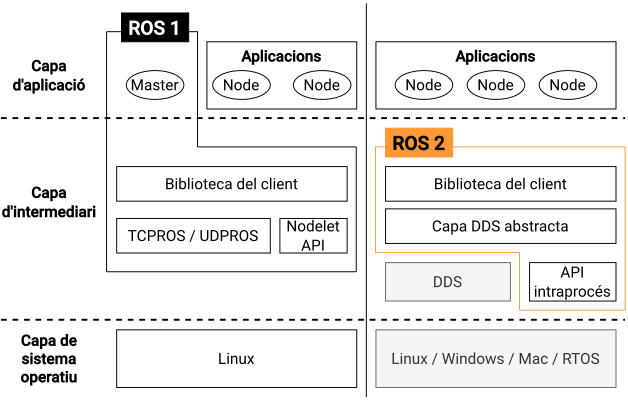 ROS 1
Capa
d'aplicació
Master
Aplicacions
Node
Node
Aplicacions
Node
Node
Node
ROS 2
Capa
d'intermediari
Biblioteca del client
TCPROS / UDPROS
Nodelet
API
Biblioteca del client
Capa DDS abstracta
DDS
API
intraprocés
Capa de
sistema
operatiu
Linux
Linux / Windows / Mac / RTOS